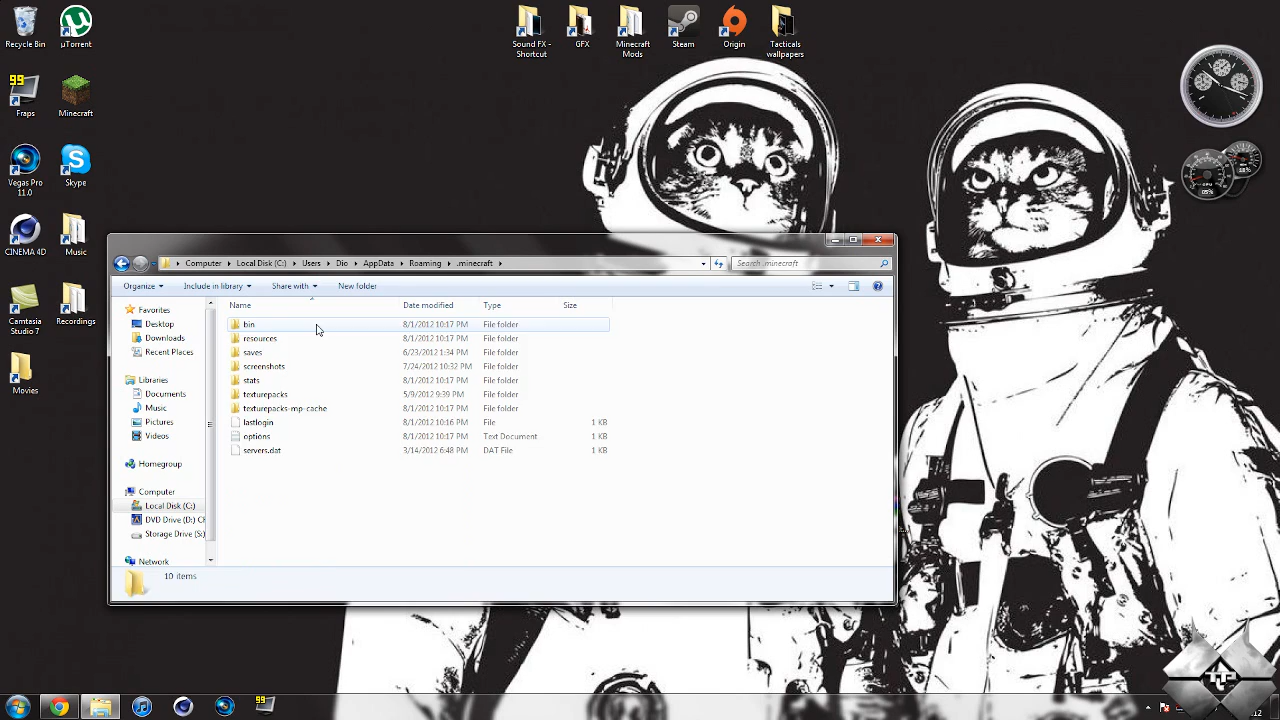 Recycle Bin
µTorrent
Sound FX - Shortcut
GFX
Minecraft Mods
Steam
Origin
Tacticals wallpapers
99
Fraps
Minecraft
Vegas Pro 11.0
Skype
CINEMA 4D
Music
Camtasia Studio 7
Recordings
Movies
Computer
Local Disk (C:)
Users
Dio
AppData
Roaming
.minecraft
Search .minecraft
Organize
Include in library
Share with
New folder
Favorites
Desktop
Downloads
Recent Places
Libraries
Documents
Music
Pictures
Videos
Homegroup
Computer
Local Disk (C:)
DVD Drive (D:) CF
Storage Drive (S:)
Network
Name Date modified Type Size
bin 8/1/2012 10:17 PM File folder
resources 8/1/2012 10:17 PM File folder
saves 6/23/2012 1:34 PM File folder
screenshots 7/24/2012 10:32 PM File folder
stats 8/1/2012 10:17 PM File folder
texturepacks 5/9/2012 9:39 PM File folder
texturepacks-mp-cache 8/1/2012 10:17 PM File folder
lastlogin 8/1/2012 10:16 PM File 1 KB
options 8/1/2012 10:17 PM Text Document 1 KB
servers.dat 3/14/2012 6:48 PM DAT File 1 KB
10 items
99